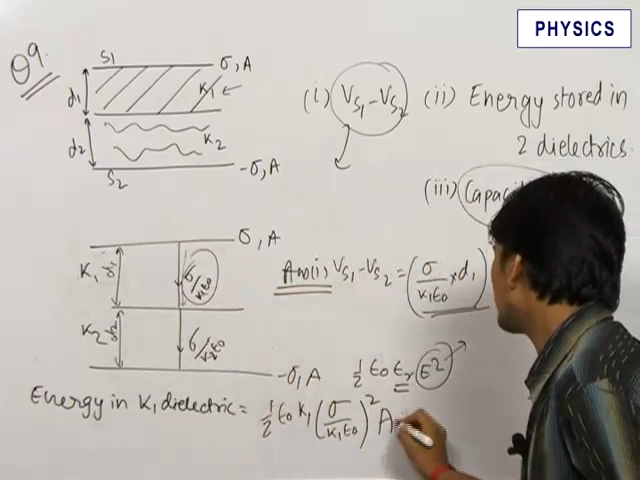 PHYSICS
Q9
S1
σ, A
d1
K1
d2
K2
S2
-σ, A
(i) VS1 - VS2
(ii) Energy stored in
2 dielectrics.
(iii)
σ, A
K1
d1
σ/K1ε0
K2
d2
σ/K2ε0
-σ, A
Ans(i), VS1 - VS2 = (σ/K1ε0 × d1)
1/2 ε0 εr E²
Energy in K1 dielectric = 1/2 ε0 K1 (σ/K1ε0)² A